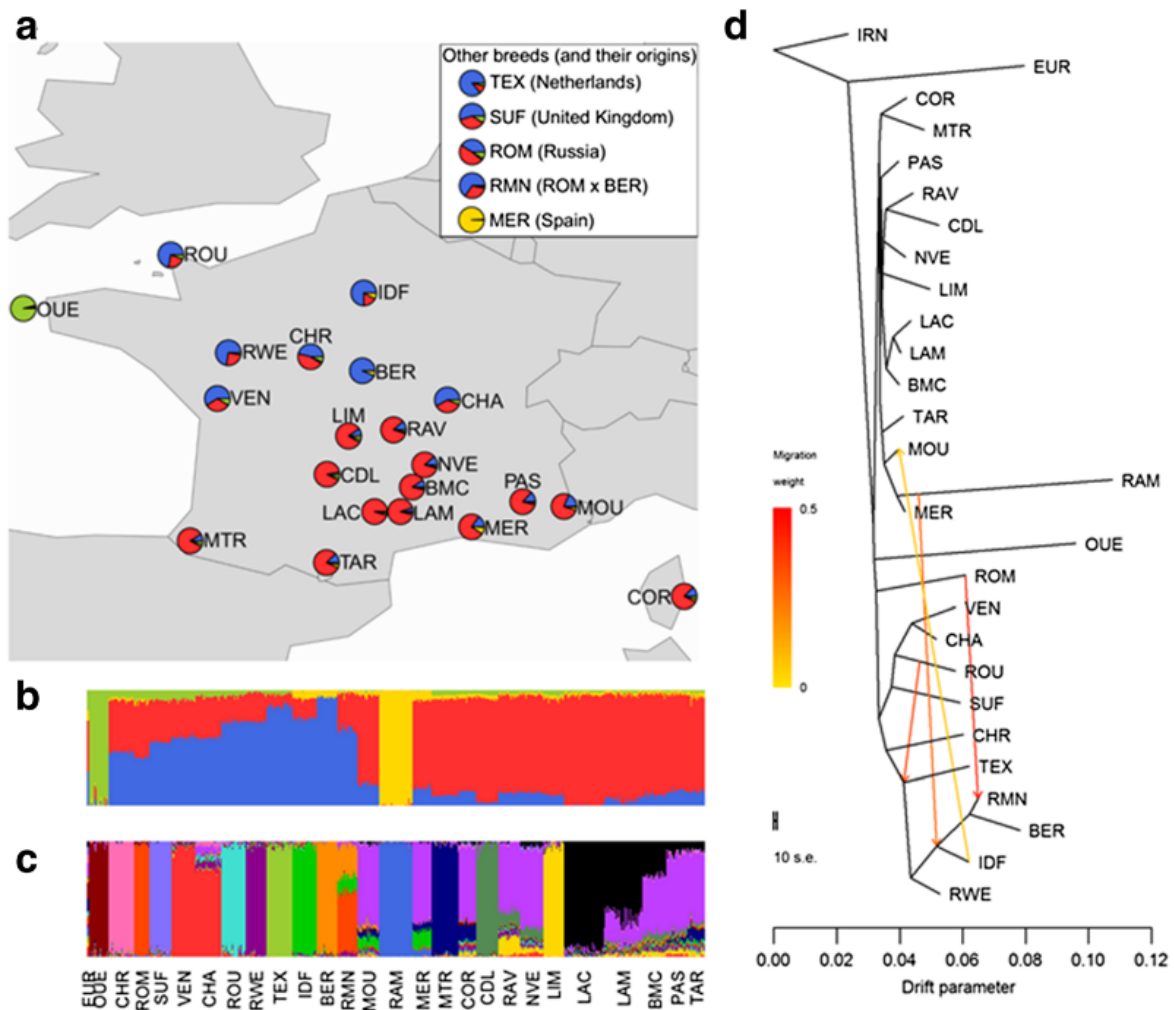 a
Other breeds (and their origins)
TEX (Netherlands)
SUF (United Kingdom)
ROM (Russia)
RMN (ROM x BER)
MER (Spain)
ROU
OUE
IDF
CHR
RWE
BER
VEN
CHA
LIM
RAV
CDL
NVE
BMC
PAS
LAC
LAM
MOU
MER
MTR
TAR
COR
b
c
EUR
OUE
CHR
ROM
SUF
VEN
CHA
ROU
RWE
TEX
IDF
BER
RMN
MOU
RAM
MER
MTR
COR
CDL
RAV
NVE
LIM
LAC
LAM
BMC
PAS
TAR
d
IRN
EUR
COR
MTR
PAS
RAV
CDL
NVE
LIM
LAC
LAM
BMC
TAR
MOU
RAM
MER
OUE
ROM
VEN
CHA
ROU
SUF
CHR
TEX
RMN
BER
IDF
RWE
Migration
weight
0.5
0
10 s.e.
0.00 0.02 0.04 0.06 0.08 0.10 0.12
Drift parameter